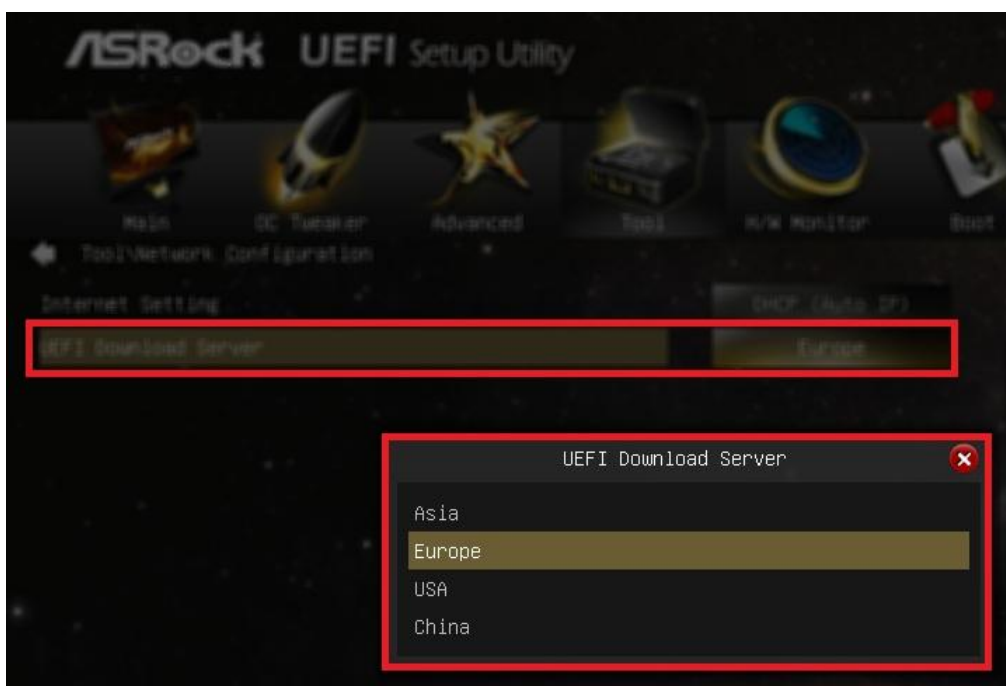 ASRock UEFI Setup Utility
Main OC Tweaker Advanced Tool H/W Monitor Boot
Tool\Network Configuration
Internet Setting DHCP (Auto IP)
UEFI Download Server Europe
UEFI Download Server
Asia
Europe
USA
China